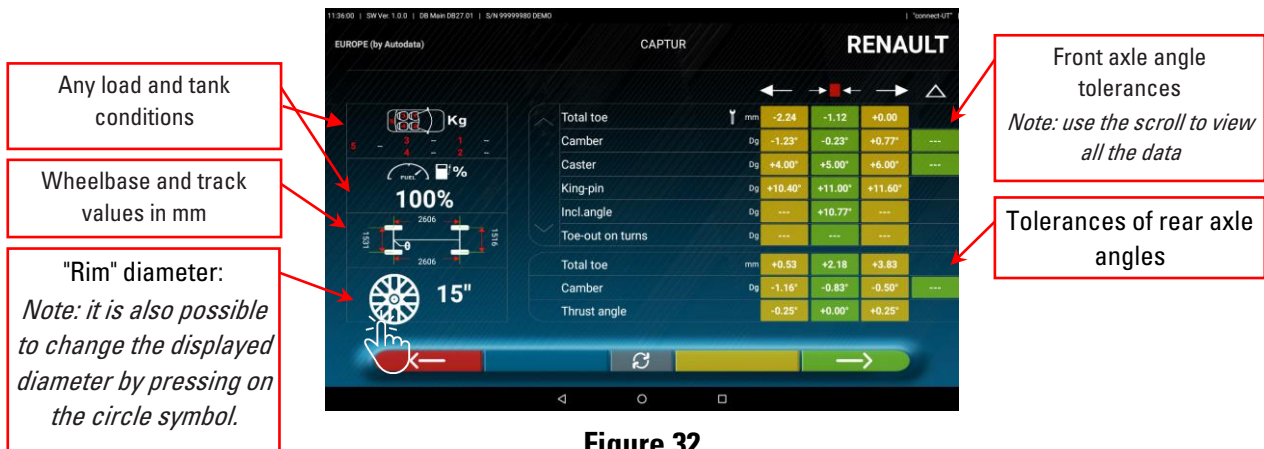 11:36:00 | SW Ver. 1.0.0 | DB Main DB27.01 | S/N 99999980 DEMO | "connect-UT" |
EUROPE (by Autodata) CAPTUR RENAULT
Any load and tank
conditions
Wheelbase and track
values in mm
"Rim" diameter:
Note: it is also possible
to change the displayed
diameter by pressing on
the circle symbol.
Kg
5 – 3 – 1 –
4 – 2 –
FUEL %
100%
2606
1531 1516
θ
2606
15"
Total toe mm -2.24 -1.12 +0.00
Camber Dg -1.23° -0.23° +0.77° ---
Caster Dg +4.00° +5.00° +6.00° ---
King-pin Dg +10.40° +11.00° +11.60°
Incl.angle Dg --- +10.77° ---
Toe-out on turns Dg --- --- ---
Total toe mm +0.53 +2.18 +3.83
Camber Dg -1.16° -0.83° -0.50° ---
Thrust angle -0.25° +0.00° +0.25°
Front axle angle
tolerances
Note: use the scroll to view
all the data
Tolerances of rear axle
angles
Figure 32